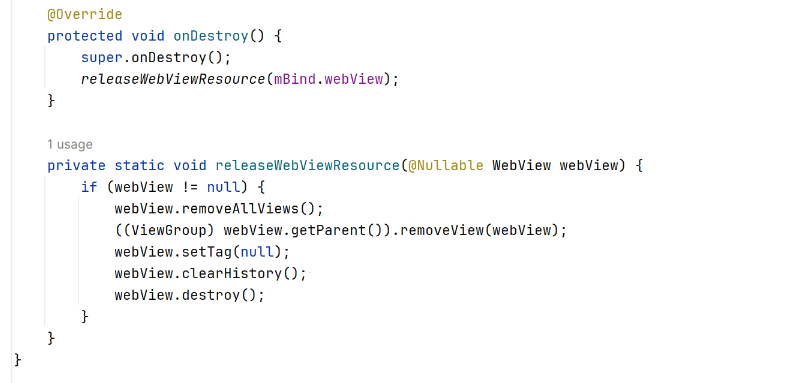 @Override
protected void onDestroy() {
super.onDestroy();
releaseWebViewResource(mBind.webView);
}
1 usage
private static void releaseWebViewResource(@Nullable WebView webView) {
if (webView != null) {
webView.removeAllViews();
((ViewGroup) webView.getParent()).removeView(webView);
webView.setTag(null);
webView.clearHistory();
webView.destroy();
}
}
}